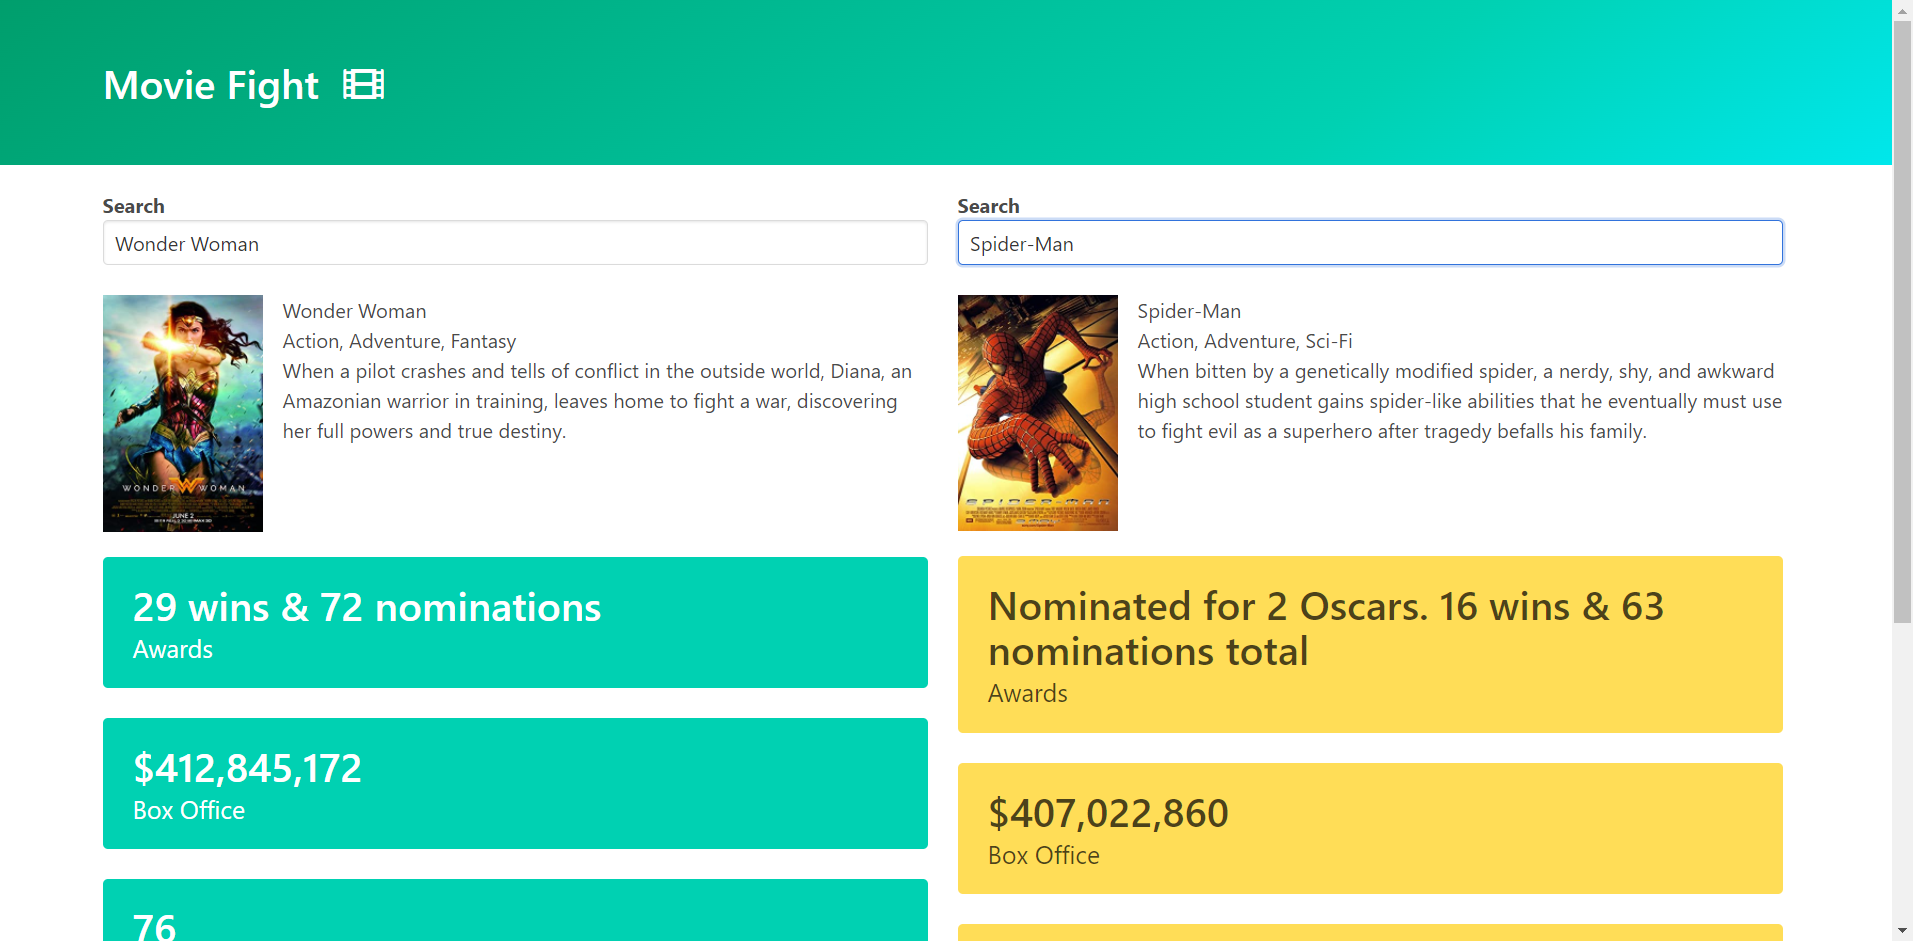 Movie Fight
Search
Wonder Woman
Wonder Woman
Action, Adventure, Fantasy
When a pilot crashes and tells of conflict in the outside world, Diana, an
Amazonian warrior in training, leaves home to fight a war, discovering
her full powers and true destiny.
WONDER WOMAN
JUNE 2
29 wins & 72 nominations
Awards
$412,845,172
Box Office
76
Search
Spider-Man
Spider-Man
Action, Adventure, Sci-Fi
When bitten by a genetically modified spider, a nerdy, shy, and awkward
high school student gains spider-like abilities that he eventually must use
to fight evil as a superhero after tragedy befalls his family.
SPIDER-MAN
Nominated for 2 Oscars. 16 wins & 63
nominations total
Awards
$407,022,860
Box Office